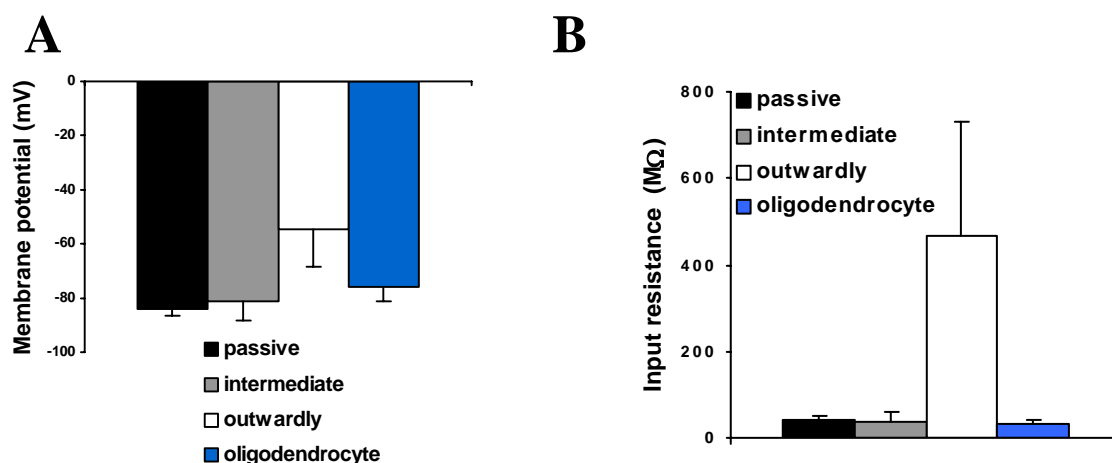 A
Membrane potential (mV)
0
-20
-40
-60
-80
-100
passive
intermediate
outwardly
oligodendrocyte
B
Input resistance (MΩ)
800
600
400
200
0
passive
intermediate
outwardly
oligodendrocyte